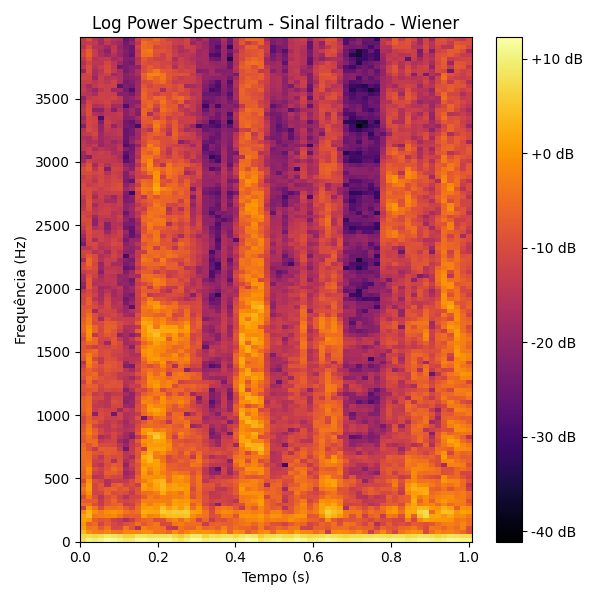 Log Power Spectrum - Sinal filtrado - Wiener
Frequência (Hz)
3500
3000
2500
2000
1500
1000
500
0
0.0 0.2 0.4 0.6 0.8 1.0
Tempo (s)
+10 dB
+0 dB
-10 dB
-20 dB
-30 dB
-40 dB